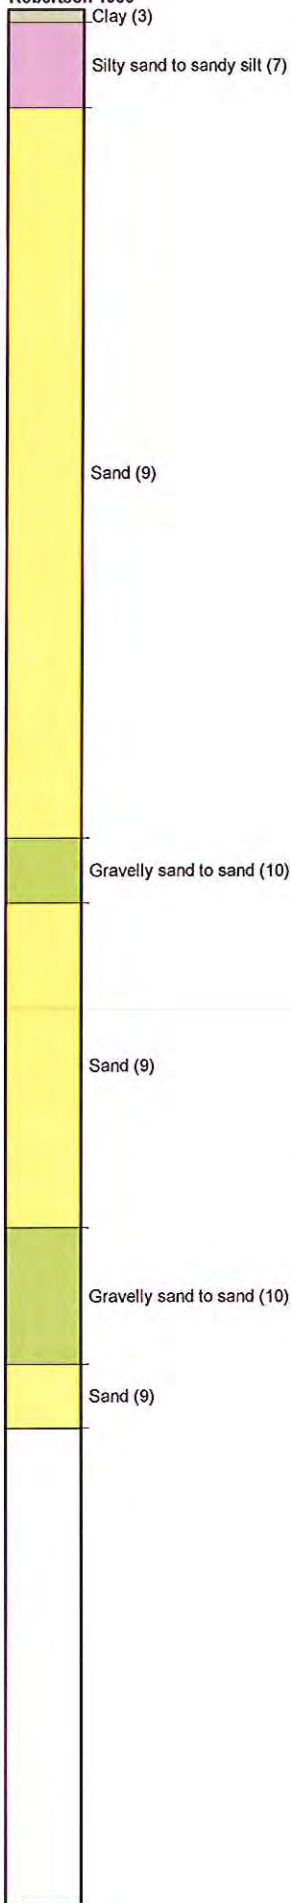 Clay (3)
Silty sand to sandy silt (7)
Sand (9)
Gravelly sand to sand (10)
Sand (9)
Gravelly sand to sand (10)
Sand (9)